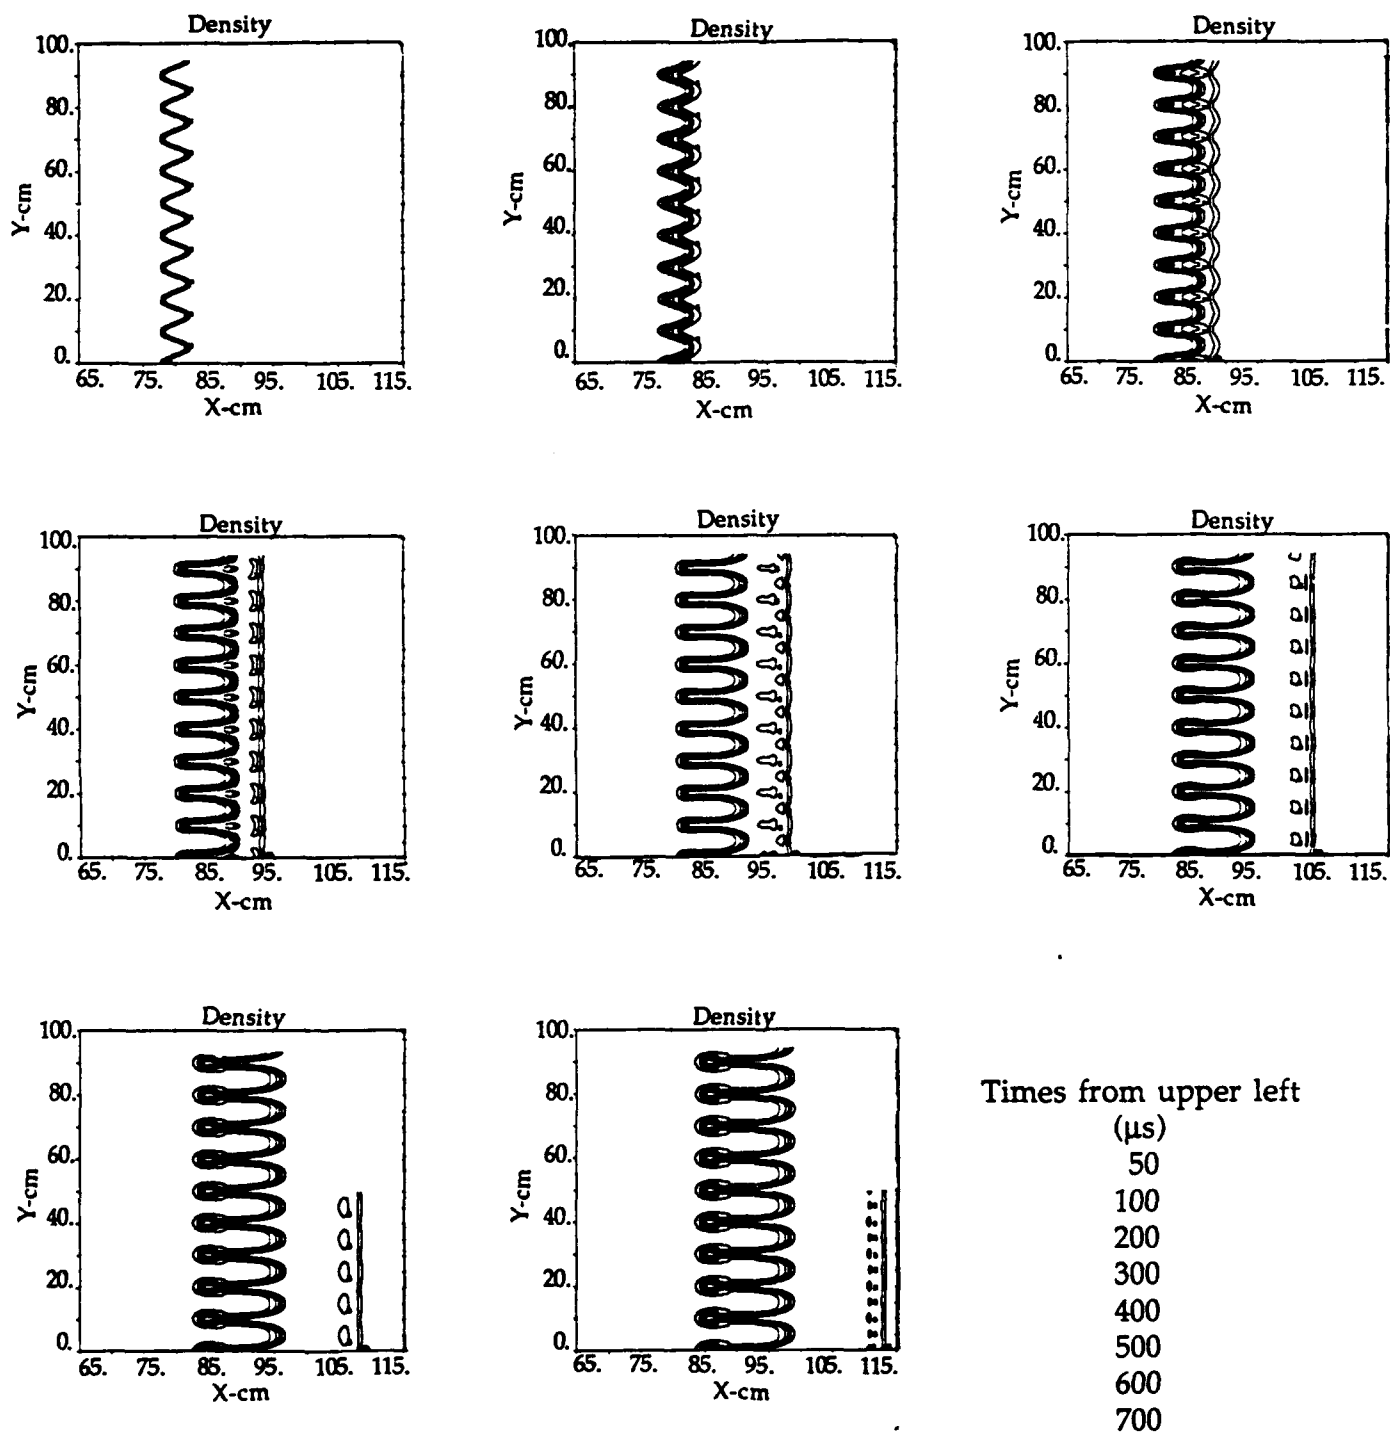 Density
100.
80.
60.
40.
20.
0.
Y-cm
65. 75. 85. 95. 105. 115.
X-cm
Density
100.
80.
60.
40.
20.
0.
Y-cm
65. 75. 85. 95. 105. 115.
X-cm
Density
100.
80.
60.
40.
20.
0.
Y-cm
65. 75. 85. 95. 105. 115.
X-cm
Density
100.
80.
60.
40.
20.
0.
Y-cm
65. 75. 85. 95. 105. 115.
X-cm
Density
100.
80.
60.
40.
20.
0.
Y-cm
65. 75. 85. 95. 105. 115.
X-cm
Density
100.
80.
60.
40.
20.
0.
Y-cm
65. 75. 85. 95. 105. 115.
X-cm
Density
100.
80.
60.
40.
20.
0.
Y-cm
65. 75. 85. 95. 105. 115.
X-cm
Density
100.
80.
60.
40.
20.
0.
Y-cm
65. 75. 85. 95. 105. 115.
X-cm
Times from upper left
(μs)
50
100
200
300
400
500
600
700